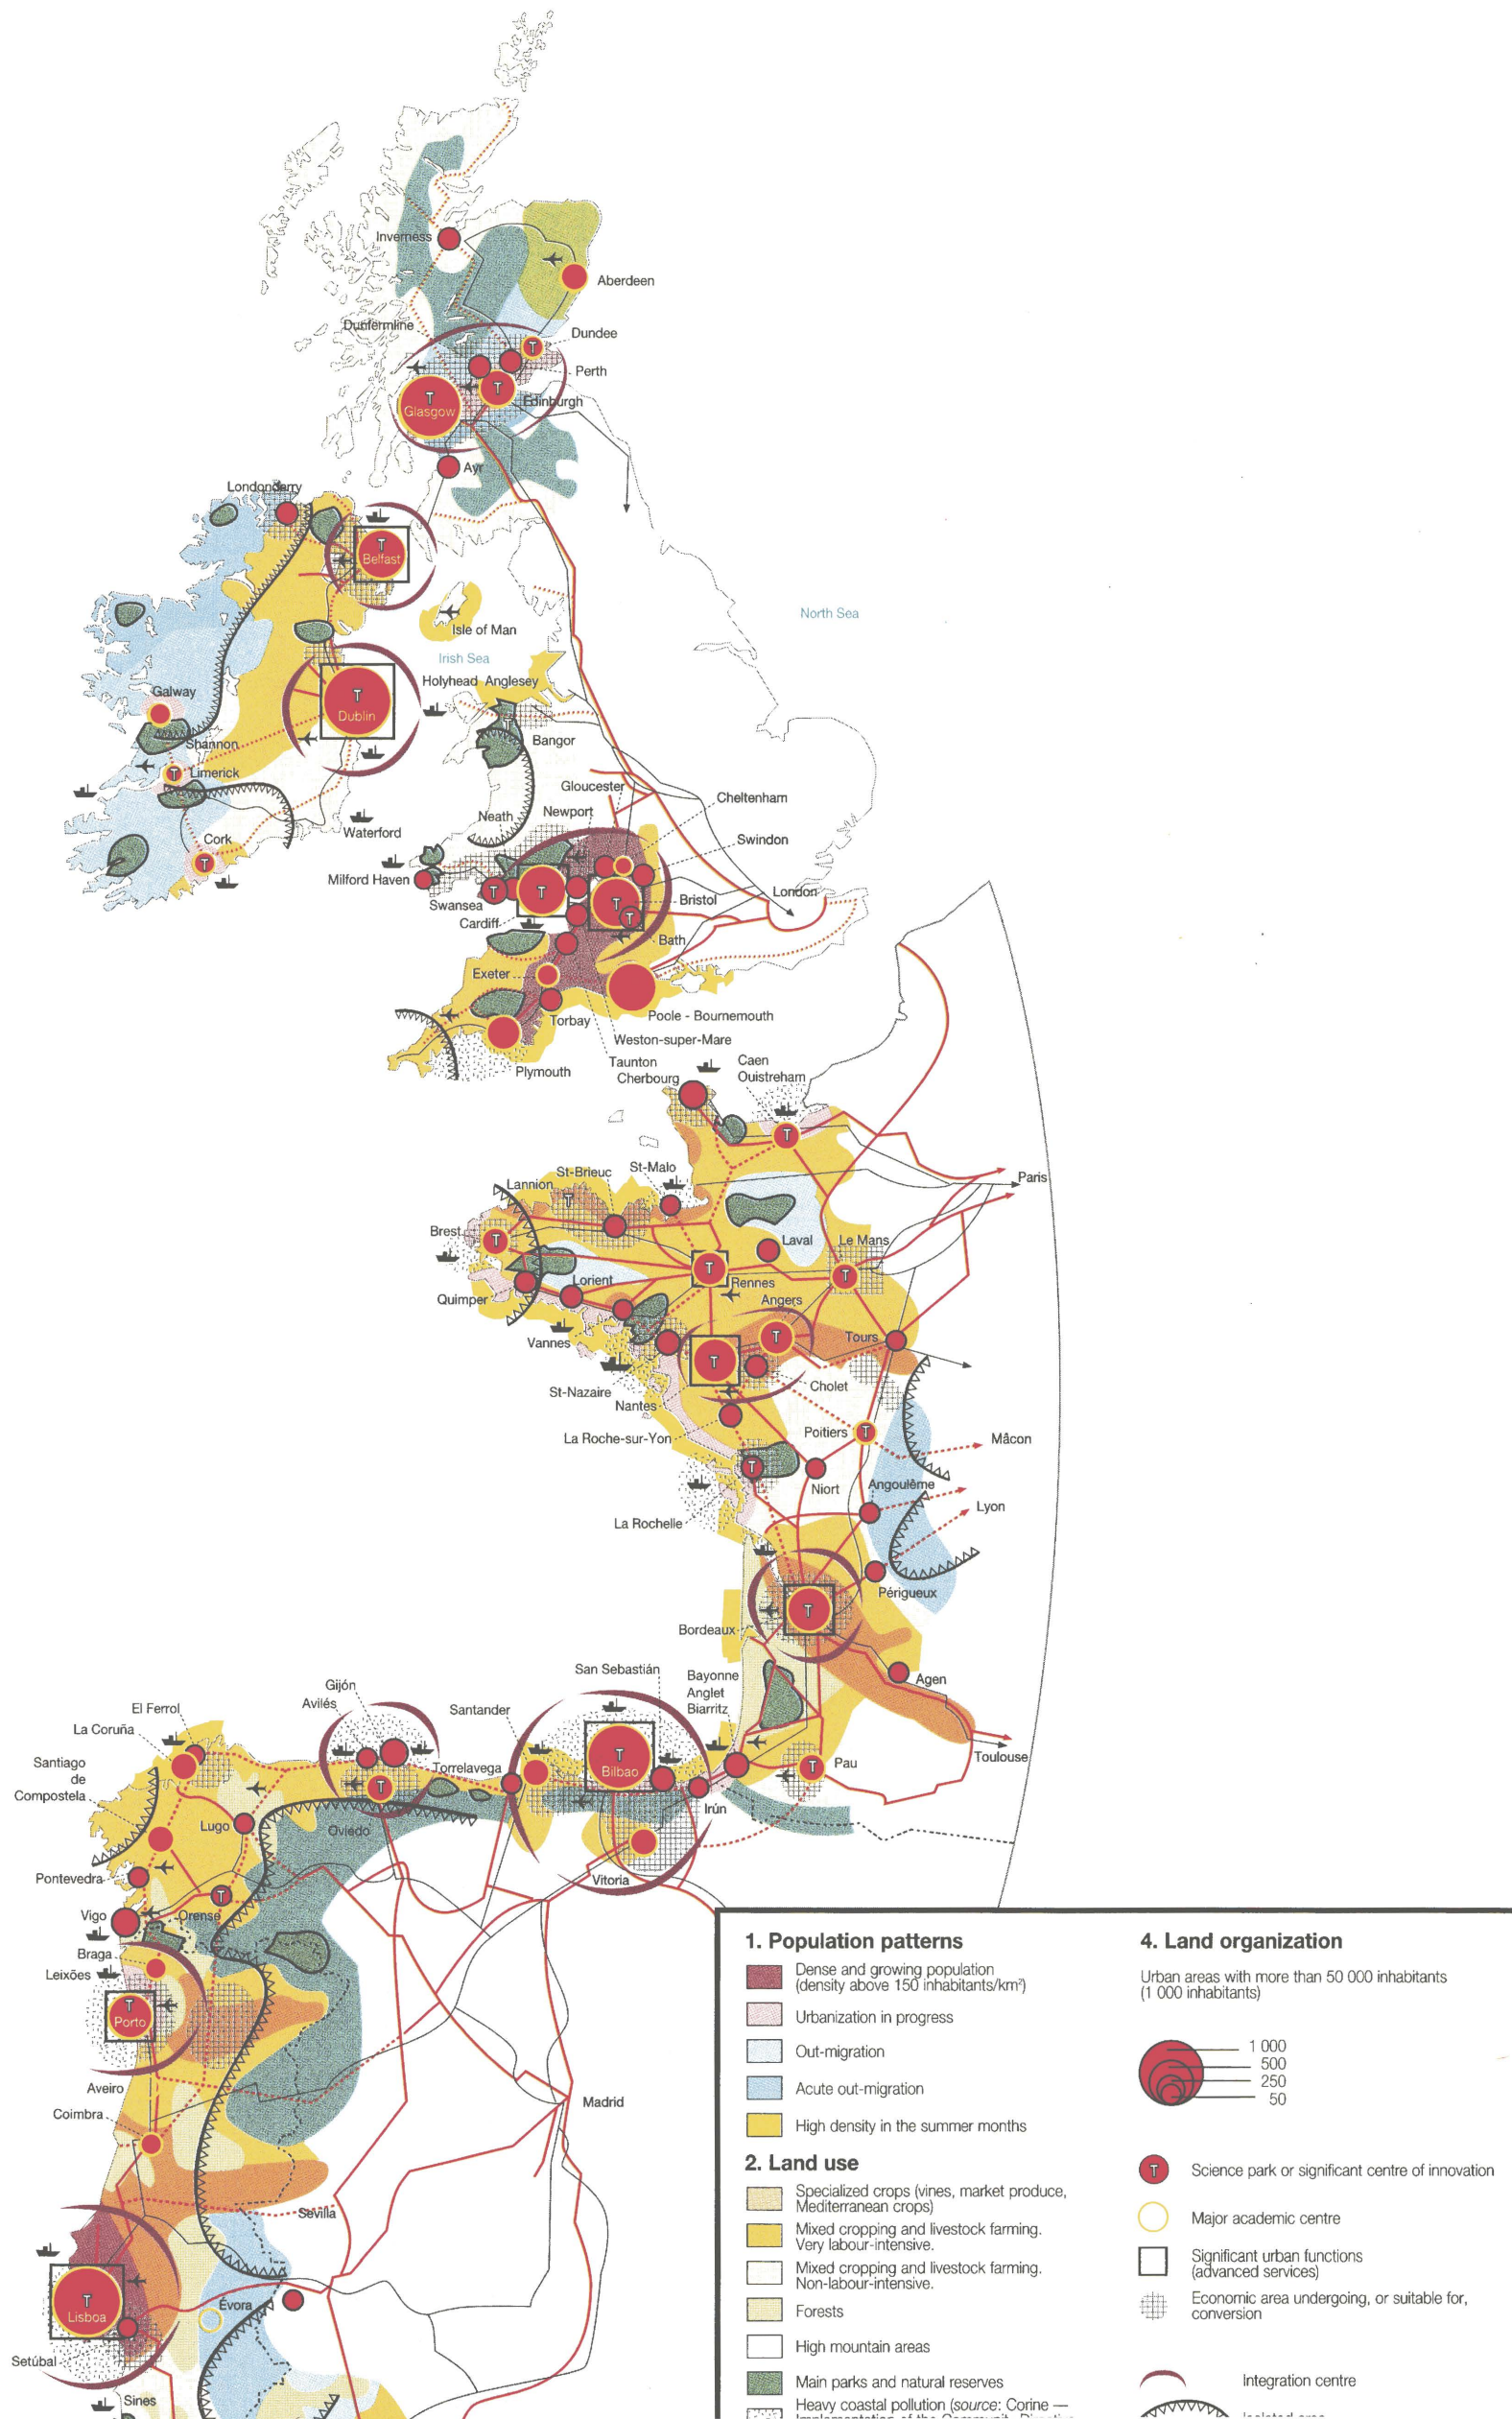 Inverness
Aberdeen
Dunfermline
Dundee
Perth
T
T
Glasgow
T
Edinburgh
Ayr
Londonderry
T
Belfast
Isle of Man
North Sea
Irish Sea
Holyhead Anglesey
Galway
T
Dublin
T
Bangor
Shannon
T
Limerick
Gloucester
Cheltenham
Neath
Newport
Waterford
Swindon
Cork
T
Milford Haven
T
T
London
Swansea
T
Bristol
T
Cardiff
Bath
Exeter
Torbay
Poole - Bournemouth
Weston-super-Mare
Plymouth
Taunton
Caen
Cherbourg
Ouistreham
T
St-Brieuc
St-Malo
Paris
Lannion
T
Brest
T
Laval
Le Mans
T
T
Rennes
Lorient
Quimper
Angers
T
Tours
Vannes
T
St-Nazaire
Cholet
Nantes
Poitiers
T
La Roche-sur-Yon
Mâcon
T
Niort
Angoulême
Lyon
La Rochelle
Périgueux
T
Bordeaux
Agen
San Sebastián
Bayonne
Anglet
Biarritz
Gijón
Avilés
Santander
El Ferrol
La Coruña
Toulouse
T
Bilbao
T
Pau
Santiago
de
Compostela
Torrelavega
T
Irún
Lugo
Oviedo
Pontevedra
Vitoria
T
Vigo
Orense
Braga
Leixões
T
Porto
Aveiro
Coimbra
Madrid
Sevilla
T
Lisboa
Évora
Setúbal
Sines
1. Population patterns
Dense and growing population
(density above 150 inhabitants/km²)
Urbanization in progress
Out-migration
Acute out-migration
High density in the summer months
2. Land use
Specialized crops (vines, market produce,
Mediterranean crops)
Mixed cropping and livestock farming.
Very labour-intensive.
Mixed cropping and livestock farming.
Non-labour-intensive.
Forests
High mountain areas
Main parks and natural reserves
Heavy coastal pollution (source: Corine —
4. Land organization
Urban areas with more than 50 000 inhabitants
(1 000 inhabitants)
1 000
500
250
50
T
Science park or significant centre of innovation
Major academic centre
Significant urban functions
(advanced services)
Economic area undergoing, or suitable for,
conversion
Integration centre